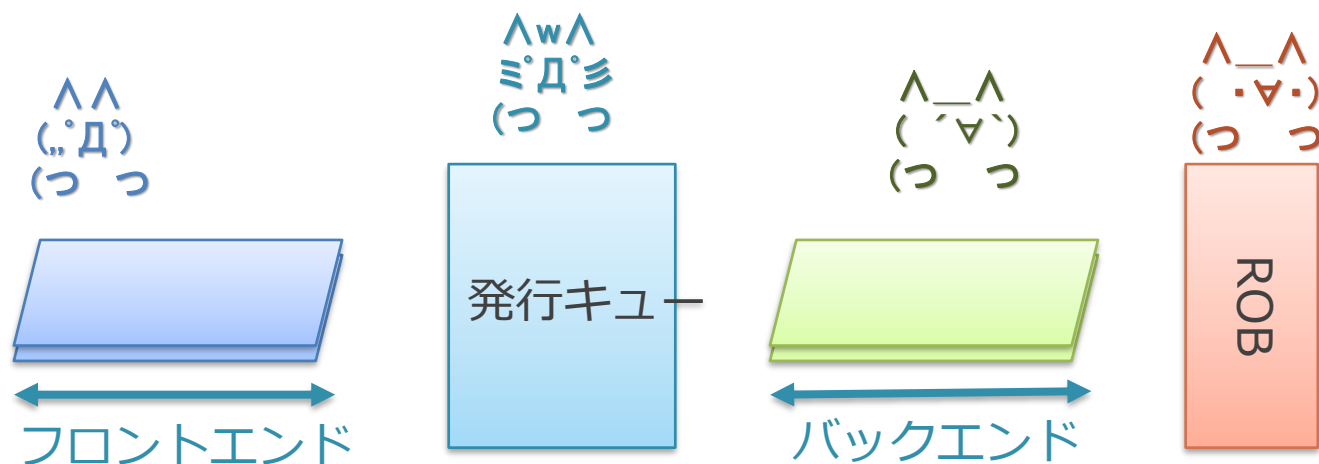 ∧∧
(,,ﾟДﾟ)
(つ　つ
∧w∧
ミﾟДﾟ彡
(つ　つ
∧＿∧
(　´∀`)
(つ　つ
∧＿∧
(　・∀・)
(つ　つ
発行キュー
ROB
フロントエンド
バックエンド